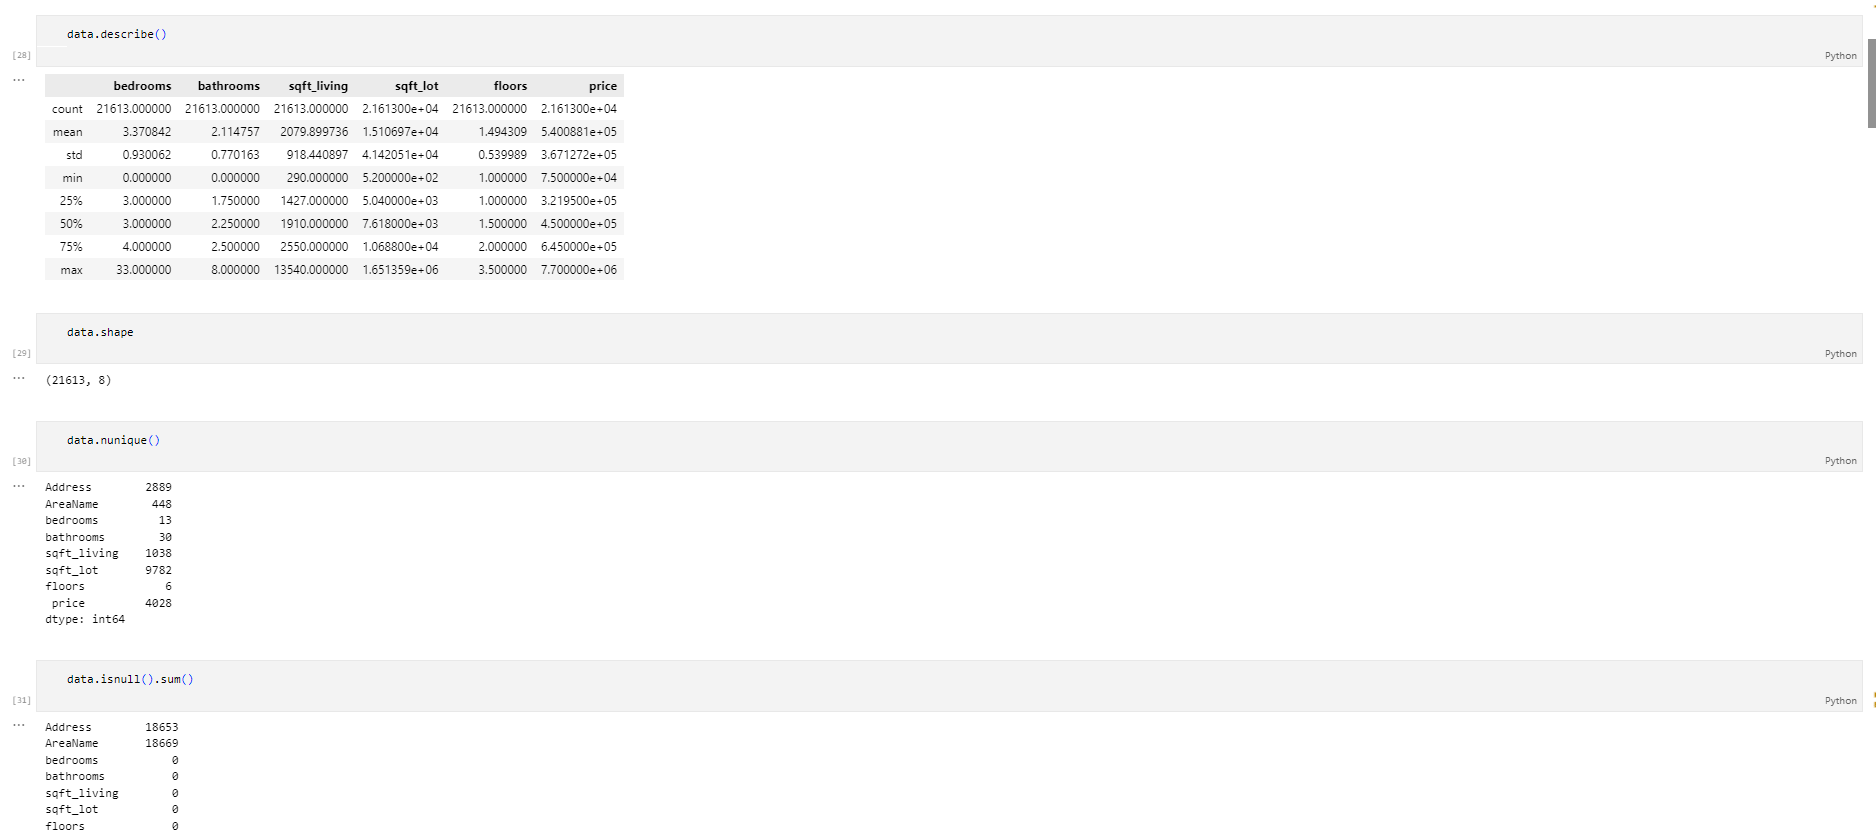 data.describe()
[28]
Python
...
bedrooms bathrooms sqft_living sqft_lot floors price
count 21613.000000 21613.000000 21613.000000 2.161300e+04 21613.000000 2.161300e+04
mean 3.370842 2.114757 2079.899736 1.510697e+04 1.494309 5.400881e+05
std 0.930062 0.770163 918.440897 4.142051e+04 0.539989 3.671272e+05
min 0.000000 0.000000 290.000000 5.200000e+02 1.000000 7.500000e+04
25% 3.000000 1.750000 1427.000000 5.040000e+03 1.000000 3.219500e+05
50% 3.000000 2.250000 1910.000000 7.618000e+03 1.500000 4.500000e+05
75% 4.000000 2.500000 2550.000000 1.068800e+04 2.000000 6.450000e+05
max 33.000000 8.000000 13540.000000 1.651359e+06 3.500000 7.700000e+06
data.shape
[29]
Python
...
(21613, 8)
data.nunique()
[30]
Python
...
Address 2889
AreaName 448
bedrooms 13
bathrooms 30
sqft_living 1038
sqft_lot 9782
floors 6
price 4028
dtype: int64
data.isnull().sum()
[31]
Python
...
Address 18653
AreaName 18669
bedrooms 0
bathrooms 0
sqft_living 0
sqft_lot 0
floors 0